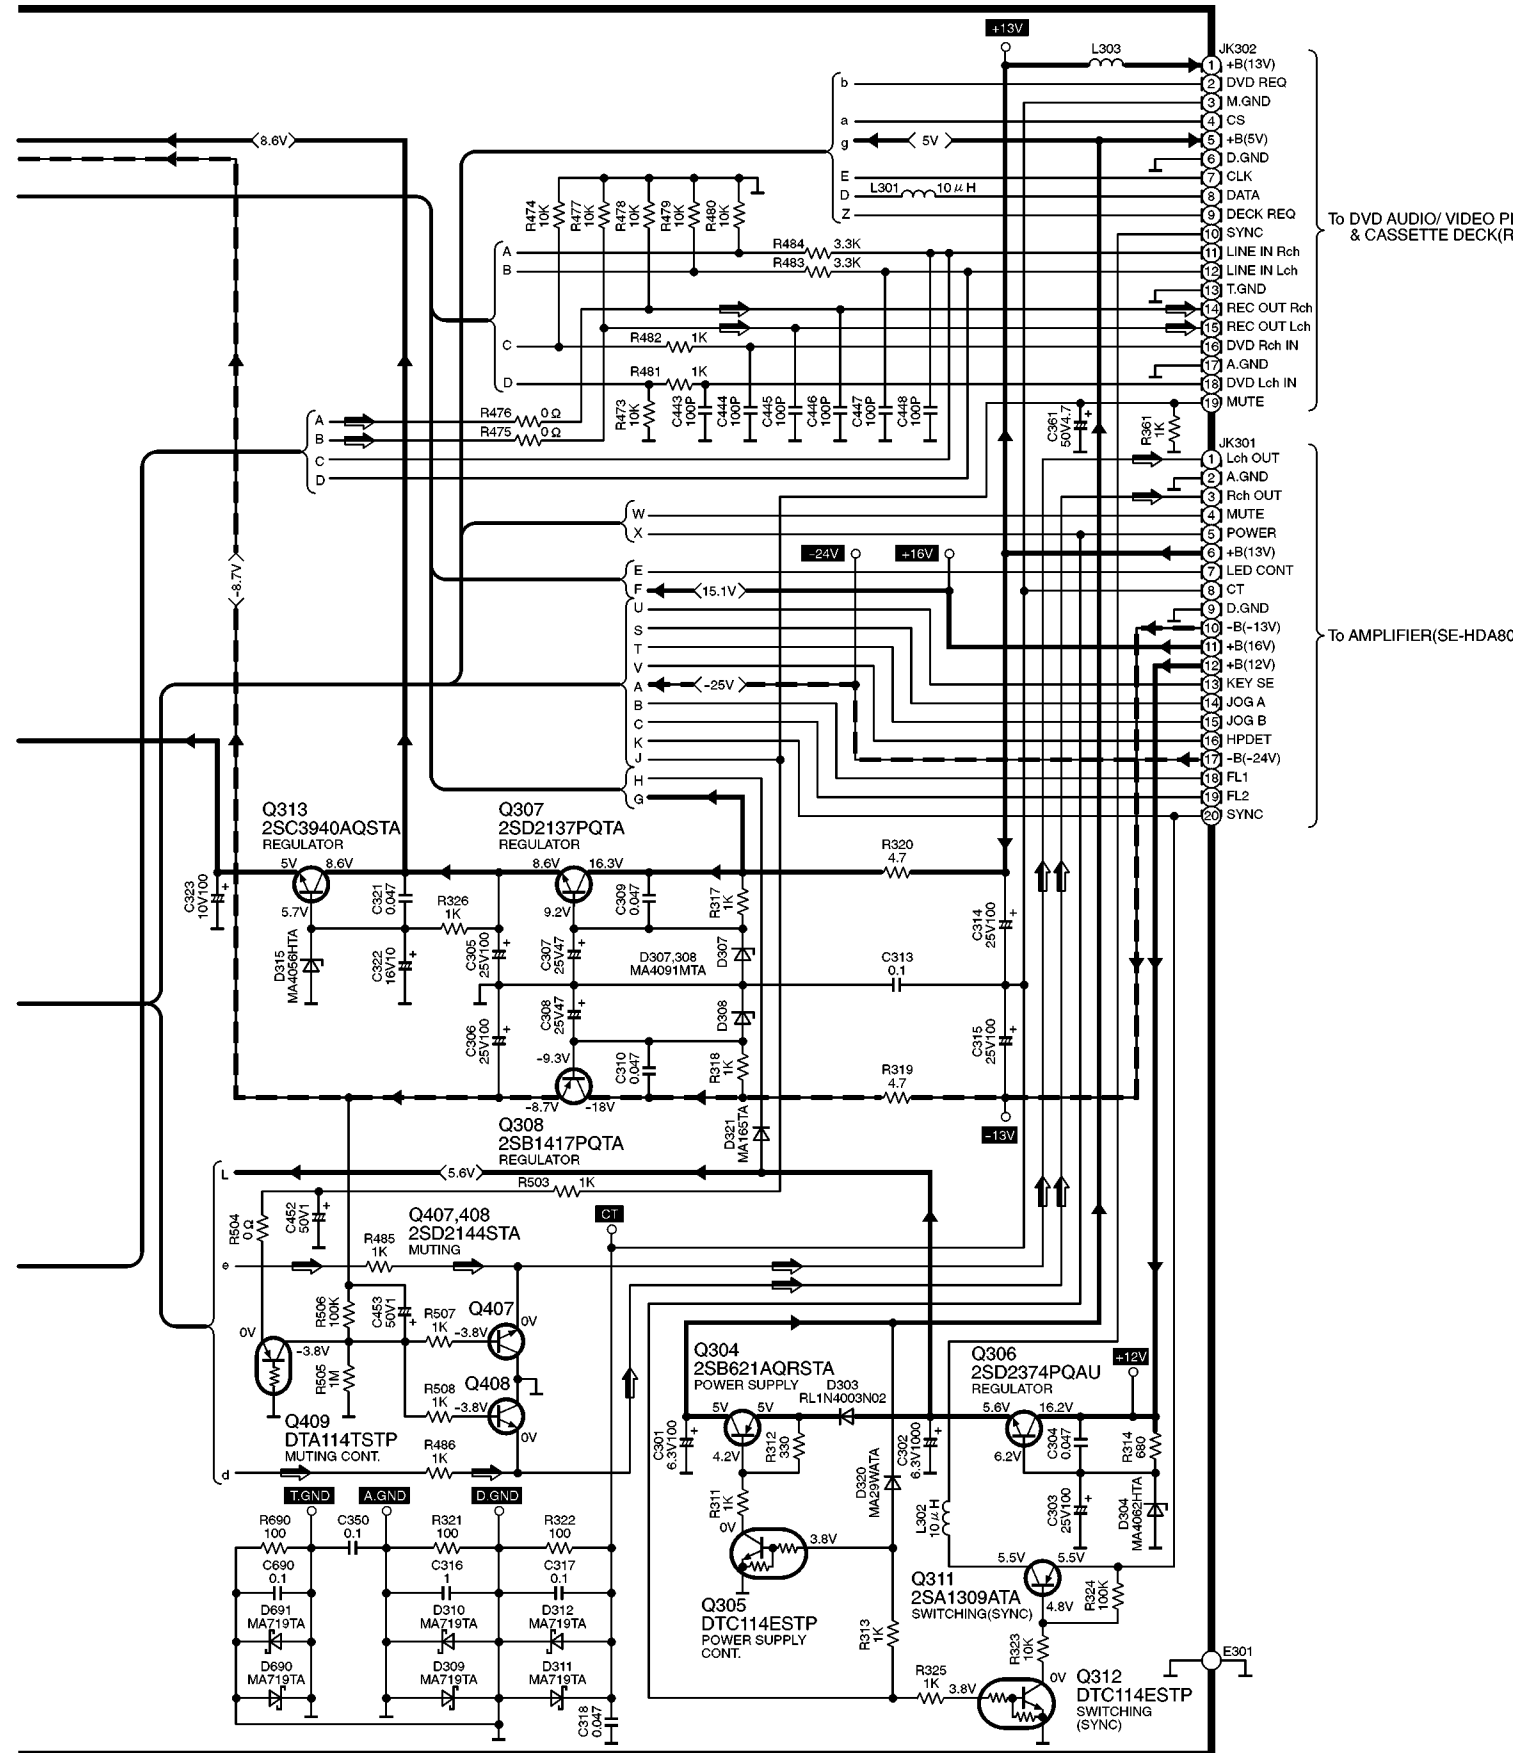 +13V
L303
JK302
1 +B(13V)
2 DVD REQ
3 M.GND
4 CS
5 +B(5V)
6 D.GND
7 CLK
8 DATA
9 DECK REQ
10 SYNC
11 LINE IN Rch
12 LINE IN Lch
13 T.GND
14 REC OUT Rch
15 REC OUT Lch
16 DVD Rch IN
17 A.GND
18 DVD Lch IN
19 MUTE
To DVD AUDIO/ VIDEO
& CASSETTE DECK(R
b
a
g
5V
E
D
L301
10 μH
Z
8.6V
-8.7V
R474
10K
R477
10K
R478
10K
R479
10K
R480
10K
A
B
C
D
R484
3.3K
R483
3.3K
R482
1K
R481
1K
R473
10K
C443
100P
C444
100P
C445
100P
C446
100P
C447
100P
C448
100P
C361
50V4.7
R361
1K
A
B
C
D
R476
0Ω
R475
0Ω
JK301
1 Lch OUT
2 A.GND
3 Rch OUT
4 MUTE
5 POWER
6 +B(13V)
7 LED CONT
8 CT
9 D.GND
10 -B(-13V)
11 +B(16V)
12 +B(12V)
13 KEY SE
14 JOG A
15 JOG B
16 HPDET
17 -B(-24V)
18 FL1
19 FL2
20 SYNC
To AMPLIFIER(SE-HDA80
W
X
-24V
+16V
E
F
15.1V
U
S
T
V
A
-25V
B
C
K
J
H
G
Q313
2SC3940AQSTA
REGULATOR
5V
8.6V
5.7V
C323
10V100
D315
MA4056HTA
C321
0.047
C322
16V10
R326
1K
Q307
2SD2137PQTA
REGULATOR
8.6V
16.3V
9.2V
C309
0.047
R317
1K
C305
25V100
C307
25V47
D307,308
MA4091MTA
D307
R320
4.7
C314
25V100
C313
0.1
C306
25V100
C308
25V47
D308
-9.3V
C310
0.047
R318
1K
C315
25V100
R319
4.7
-8.7V
-18V
Q308
2SB1417PQTA
REGULATOR
D321
MA165TA
-13V
L
5.6V
R503
1K
R504
0Ω
C452
50V1
Q407,408
2SD2144STA
MUTING
CT
R485
1K
e
R506
100K
C453
50V1
R507
1K
-3.8V
Q407
0V
0V
-3.8V
R505
1M
R508
1K
-3.8V
Q408
0V
Q409
DTA114TSTP
MUTING CONT.
R486
1K
d
Q304
2SB621AQRSTA
POWER SUPPLY
5V
5V
4.2V
D303
RL1N4003N02
C301
6.3V100
R312
330
R311
1K
D320
MA29WATA
C302
6.3V1000
Q306
2SD2374PQAU
REGULATOR
+12V
5.6V
16.2V
6.2V
C304
0.047
R314
680
C303
25V100
D304
MA4062HTA
L302
10 μH
0V
3.8V
Q305
DTC114ESTP
POWER SUPPLY
CONT.
5.5V
5.5V
4.8V
Q311
2SA1309ATA
SWITCHING(SYNC)
R324
100K
R313
1K
R323
10K
R325
1K
3.8V
0V
Q312
DTC114ESTP
SWITCHING
(SYNC)
E301
T.GND
A.GND
D.GND
R690
100
C350
0.1
R321
100
R322
100
C690
0.1
C316
1
C317
0.1
D691
MA719TA
D310
MA719TA
D312
MA719TA
D690
MA719TA
D309
MA719TA
D311
MA719TA
C318
0.047